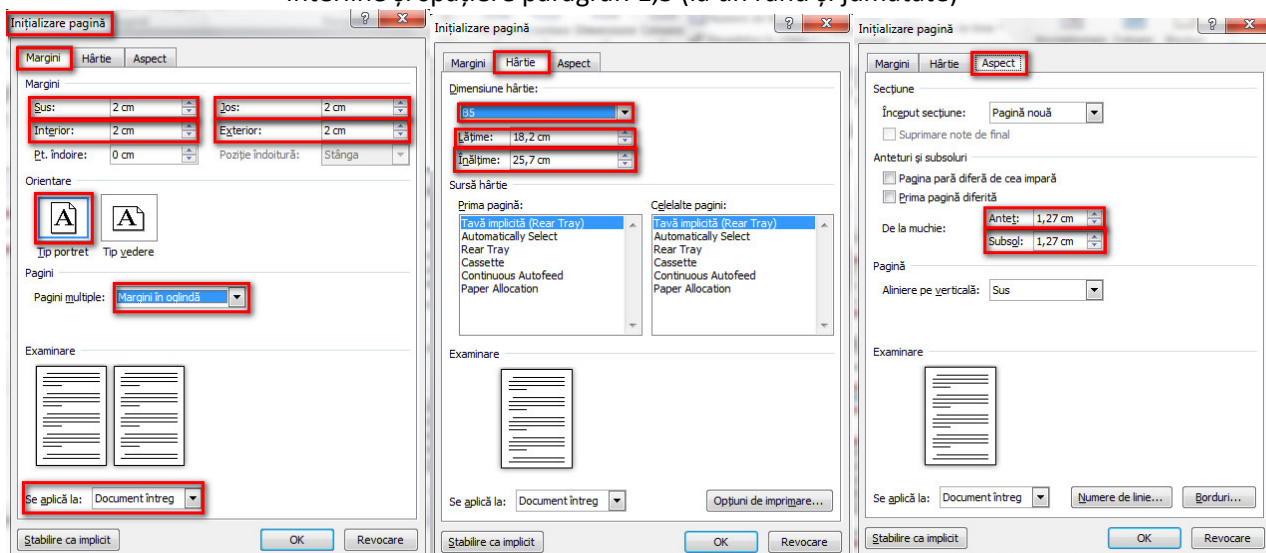 Inițializare pagină
Margini Hârtie Aspect
Margini
Sus: 2 cm Jos: 2 cm
Interior: 2 cm Exterior: 2 cm
Pt. îndoire: 0 cm Poziție îndoitură: Stânga
Orientare
A A
Tip portret Tip vedere
Pagini
Pagini multiple: Margini în oglindă
Examinare
Se aplică la: Document întreg
Stabilire ca implicit OK Revocare
Inițializare pagină
Margini Hârtie Aspect
Dimensiune hârtie:
B5
Lățime: 18,2 cm
Înălțime: 25,7 cm
Sursă hârtie
Prima pagină: Celelalte pagini:
Tavă implicită (Rear Tray) Tavă implicită (Rear Tray)
Automatically Select Automatically Select
Rear Tray Rear Tray
Cassette Cassette
Continuous Autofeed Continuous Autofeed
Paper Allocation Paper Allocation
Examinare
Se aplică la: Document întreg Opțiuni de imprimare...
Stabilire ca implicit OK Revocare
Inițializare pagină
Margini Hârtie Aspect
Secțiune
Început secțiune: Pagină nouă
Suprimare note de final
Anteturi și subsoluri
Pagina pară diferă de cea impară
Prima pagină diferită
De la muchie: Antet: 1,27 cm
Subsol: 1,27 cm
Pagină
Aliniere pe verticală: Sus
Examinare
Se aplică la: Document întreg Numere de linie... Borduri...
Stabilire ca implicit OK Revocare